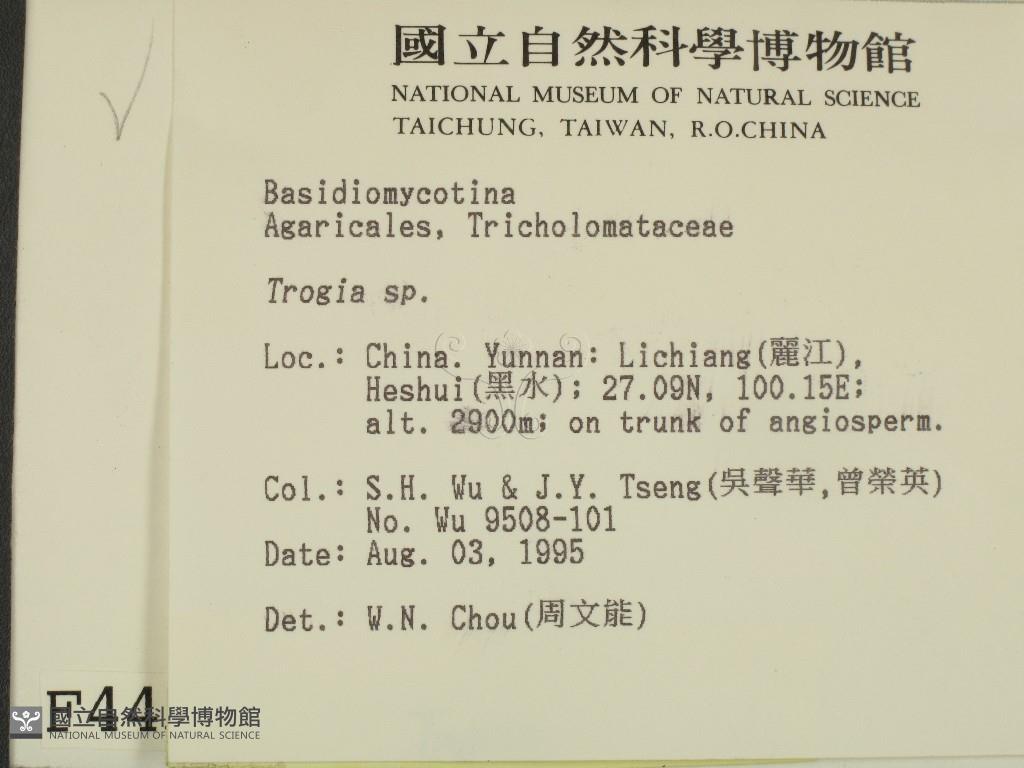 國立自然科學博物館
NATIONAL MUSEUM OF NATURAL SCIENCE
TAICHUNG, TAIWAN, R.O.CHINA
Basidiomycotina
Agaricales, Tricholomataceae
Trogia sp.
Loc.: China. Yunnan: Lichiang(麗江),
Heshui(黑水); 27.09N, 100.15E;
alt. 2900m; on trunk of angiosperm.
Col.: S.H. Wu & J.Y. Tseng(吳聲華,曾榮英)
No. Wu 9508-101
Date: Aug. 03, 1995
Det.: W.N. Chou(周文能)
F44
國立自然科學博物館
NATIONAL MUSEUM OF NATURAL SCIENCE